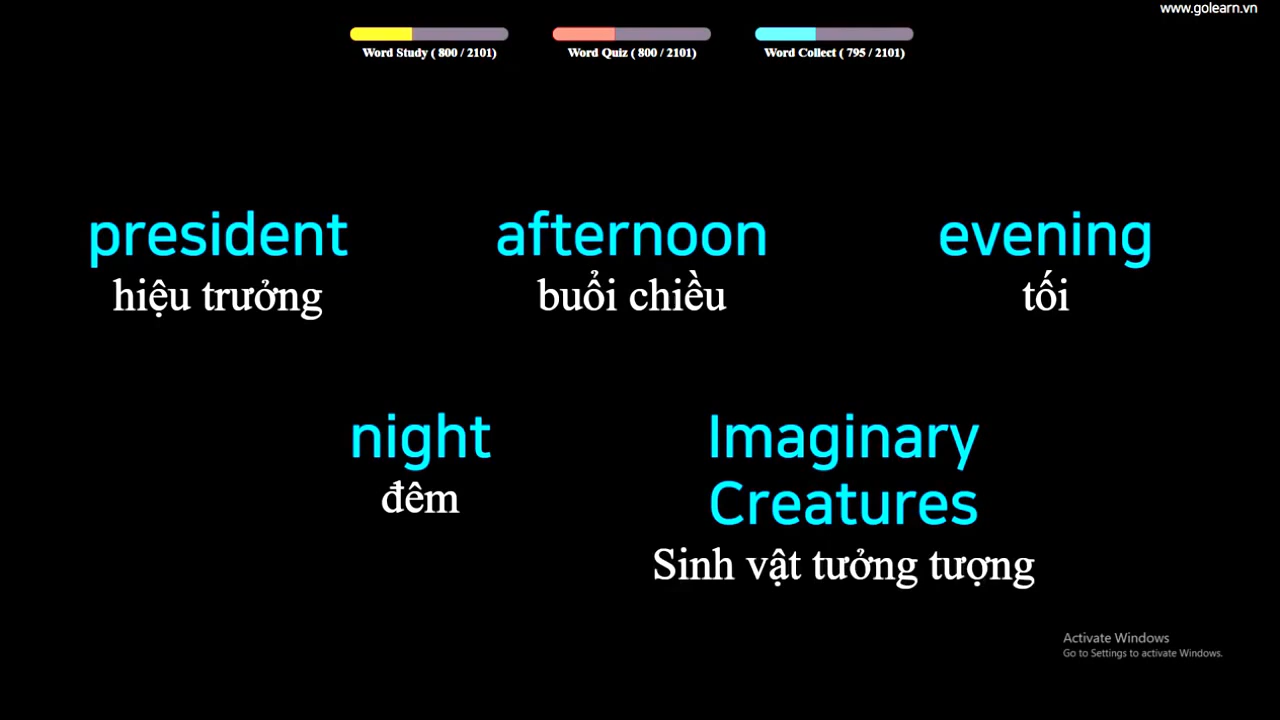 www.golearn.vn
Word Study ( 800 / 2101) Word Quiz ( 800 / 2101) Word Collect ( 795 / 2101)
president afternoon evening
hiệu trưởng buổi chiều tối
night Imaginary
Creatures
đêm
Sinh vật tưởng tượng
Activate Windows
Go to Settings to activate Windows.